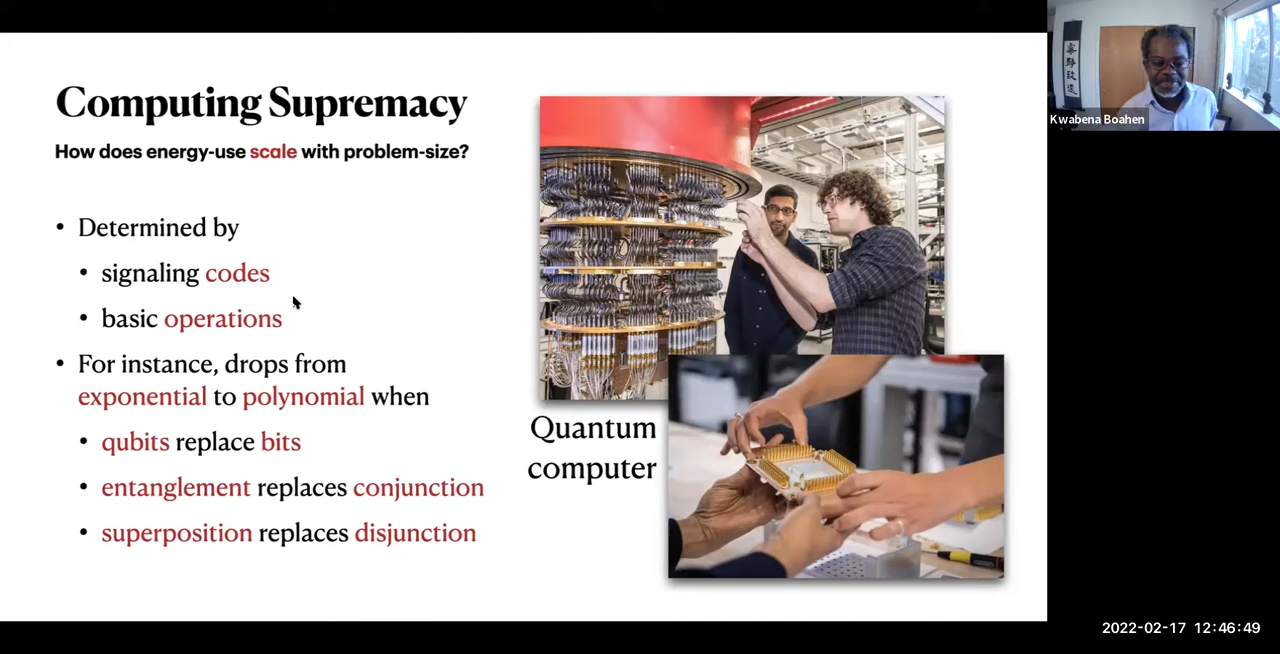 Computing Supremacy
How does energy-use scale with problem-size?
• Determined by
• signaling codes
• basic operations
• For instance, drops from
exponential to polynomial when
• qubits replace bits
• entanglement replaces conjunction
• superposition replaces disjunction
Quantum
computer
Kwabena Boahen
2022-02-17 12:46:49